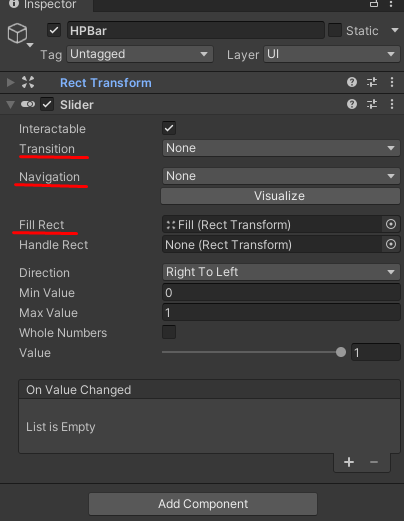 Inspector
HPBar
Static
Tag Untagged Layer UI
Rect Transform
Slider
Interactable
Transition None
Navigation None
Visualize
Fill Rect Fill (Rect Transform)
Handle Rect None (Rect Transform)
Direction Right To Left
Min Value 0
Max Value 1
Whole Numbers
Value 1
On Value Changed
List is Empty
Add Component